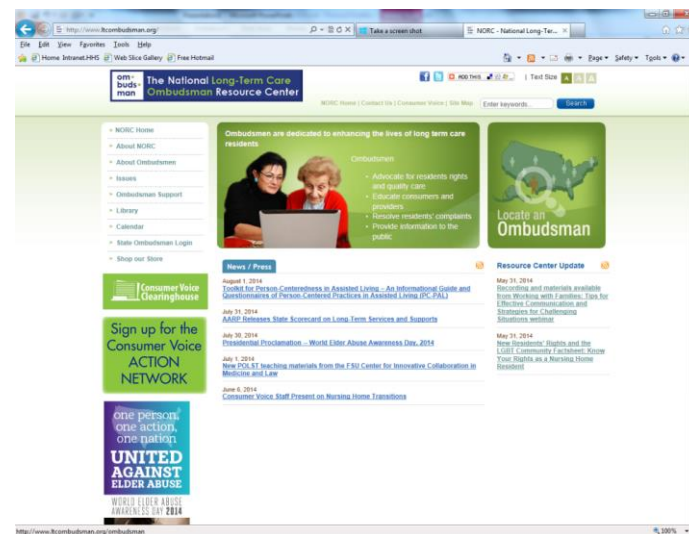 http://www.ltcombudsman.org/
Take a screen shot
NORC - National Long-Ter...
File Edit View Favorites Tools Help
Home Intranet.HHS Web Slice Gallery Free Hotmail
Page Safety Tools
om-
buds-
man
The National Long-Term Care
Ombudsman Resource Center
ADD THIS
| Text Size A A A
NORC Home | Contact Us | Consumer Voice | Site Map
Enter keywords..
Search
NORC Home
About NORC
About Ombudsmen
Issues
Ombudsman Support
Library
Calendar
State Ombudsman Login
Shop our Store
Ombudsmen are dedicated to enhancing the lives of long term care
residents
Ombudsmen
Advocate for residents rights
and quality care
Educate consumers and
providers
Resolve residents' complaints
Provide information to the
public
Locate an
Ombudsman
Consumer Voice
Clearinghouse
Sign up for the
Consumer Voice
ACTION
NETWORK
one person,
one action,
one nation
UNITED
AGAINST
ELDER ABUSE
WORLD ELDER ABUSE
AWARENESS DAY 2014
News / Press
August 1, 2014
Toolkit for Person-Centeredness in Assisted Living – An Informational Guide and
Questionnaires of Person-Centered Practices in Assisted Living (PC-PAL)
July 31, 2014
AARP Releases State Scorecard on Long-Term Services and Supports
July 30, 2014
Presidential Proclamation – World Elder Abuse Awareness Day, 2014
July 1, 2014
New POLST teaching materials from the FSU Center for Innovative Collaboration in
Medicine and Law
June 6, 2014
Consumer Voice Staff Present on Nursing Home Transitions
Resource Center Update
May 31, 2014
Recording and materials available
from Working with Families: Tips for
Effective Communication and
Strategies for Challenging
Situations webinar
May 31, 2014
New Residents' Rights and the
LGBT Community Factsheet: Know
Your Rights as a Nursing Home
Resident
http://www.ltcombudsman.org/ombudsman
100%